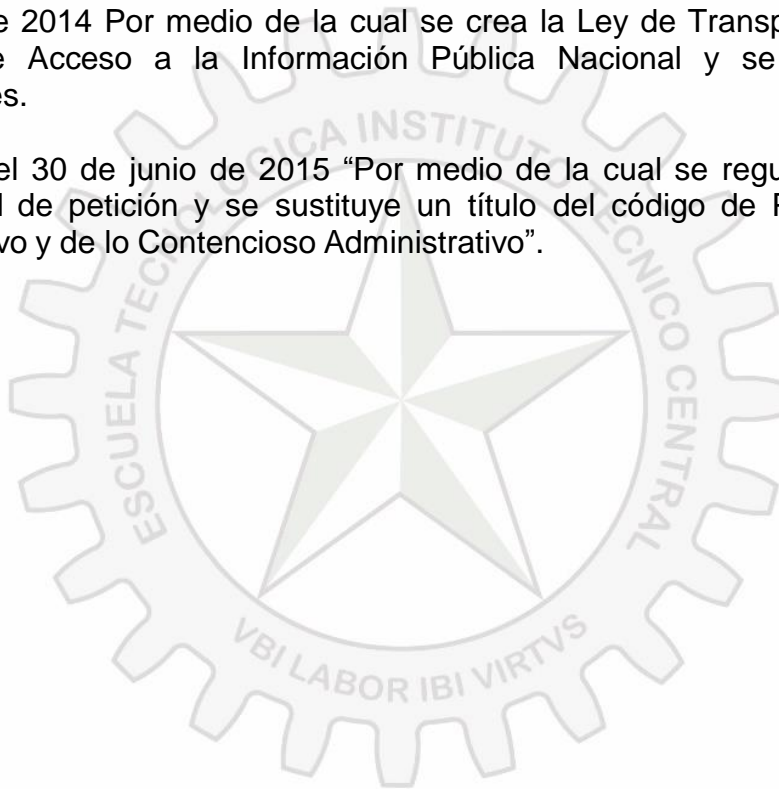 e 2014 Por medio de la cual se crea la Ley de Transp
e Acceso a la Información Pública Nacional y se
es.
el 30 de junio de 2015 “Por medio de la cual se regu
l de petición y se sustituye un título del código de P
vo y de lo Contencioso Administrativo”.
ESCUELA TECNOLÓGICA INSTITUTO TECNICO CENTRAL
VBI LABOR IBI VIRTVS